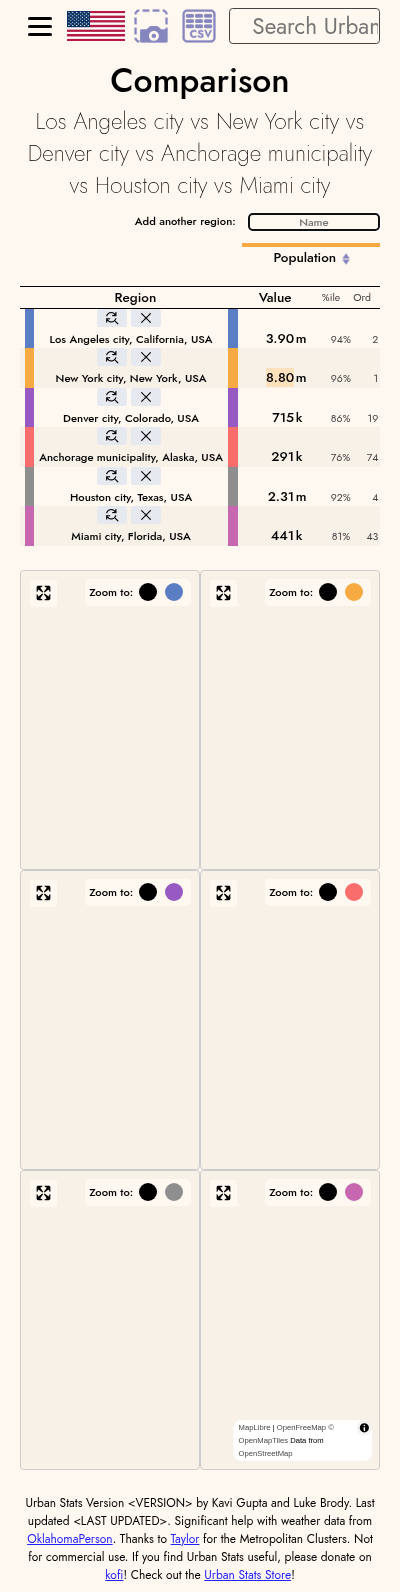 CSV
Search Urban
Comparison
Los Angeles city vs New York city vs
Denver city vs Anchorage municipality
vs Houston city vs Miami city
Add another region:
Name
Population
Region Value %ile Ord
Los Angeles city, California, USA 3.90 m 94% 2
New York city, New York, USA 8.80 m 96% 1
Denver city, Colorado, USA 715 k 86% 19
Anchorage municipality, Alaska, USA 291 k 76% 74
Houston city, Texas, USA 2.31 m 92% 4
Miami city, Florida, USA 441 k 81% 43
Zoom to: Zoom to:
Zoom to: Zoom to:
Zoom to: Zoom to:
MapLibre | OpenFreeMap ©
OpenMapTiles Data from
OpenStreetMap
Urban Stats Version <VERSION> by Kavi Gupta and Luke Brody. Last
updated <LAST UPDATED>. Significant help with weather data from
OklahomaPerson. Thanks to Taylor for the Metropolitan Clusters. Not
for commercial use. If you find Urban Stats useful, please donate on
kofi! Check out the Urban Stats Store!